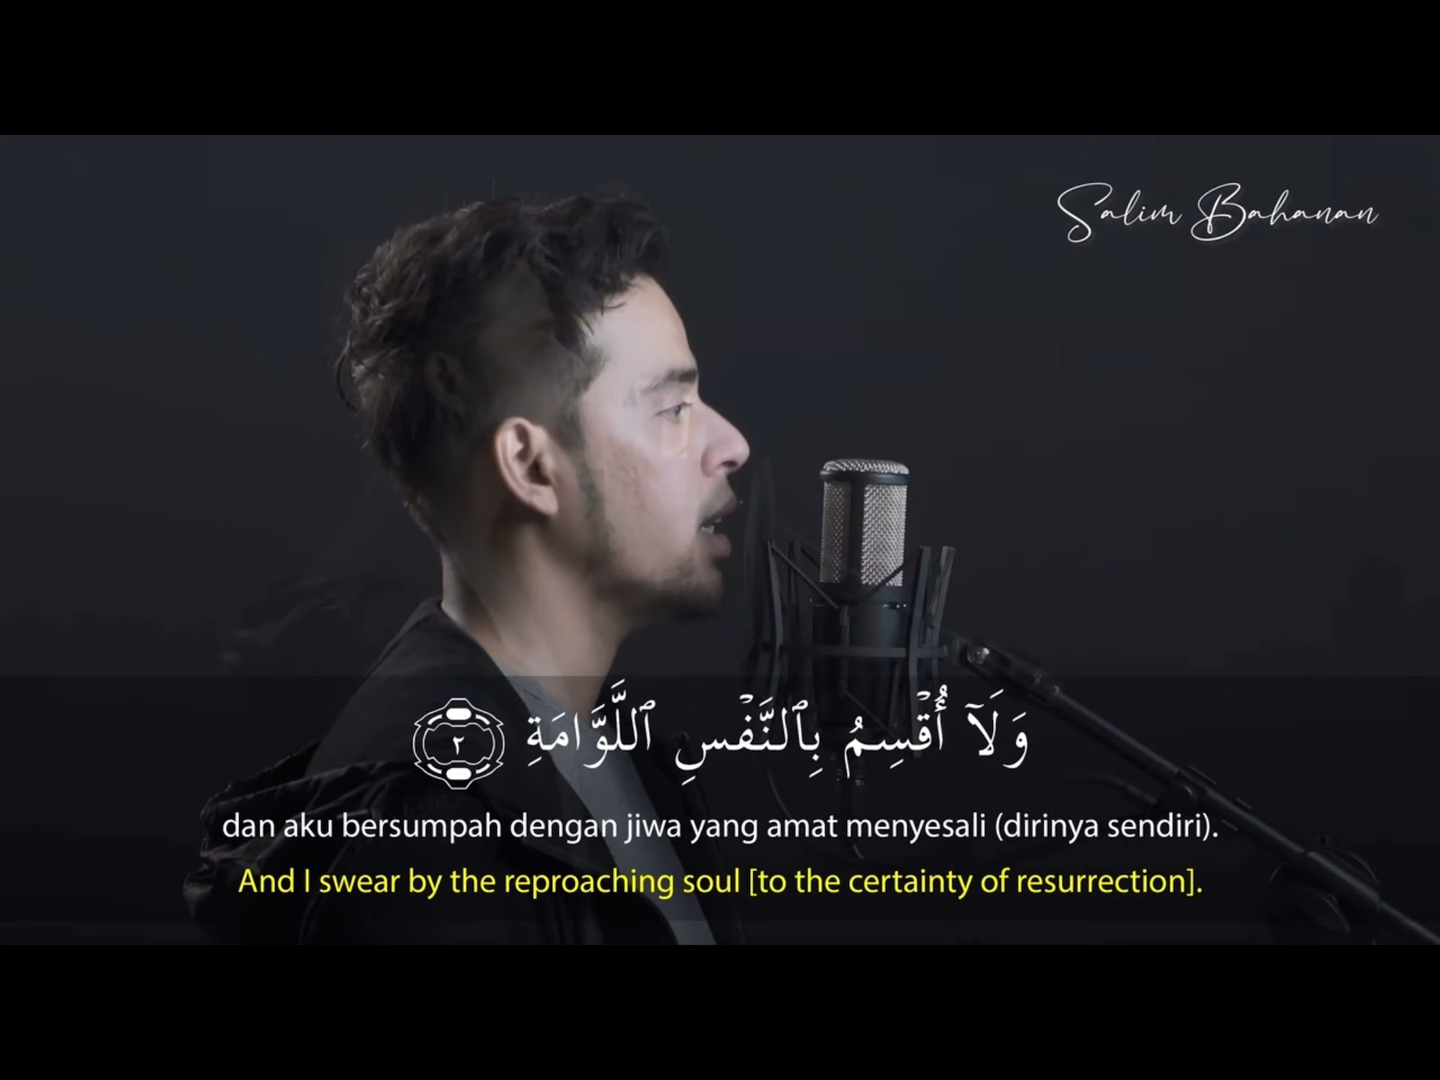 Salim Bahanan
وَلَآ أُقْسِمُ بِٱلنَّفْسِ ٱللَّوَّامَةِ ٢
dan aku bersumpah dengan jiwa yang amat menyesali (dirinya sendiri).
And I swear by the reproaching soul [to the certainty of resurrection].